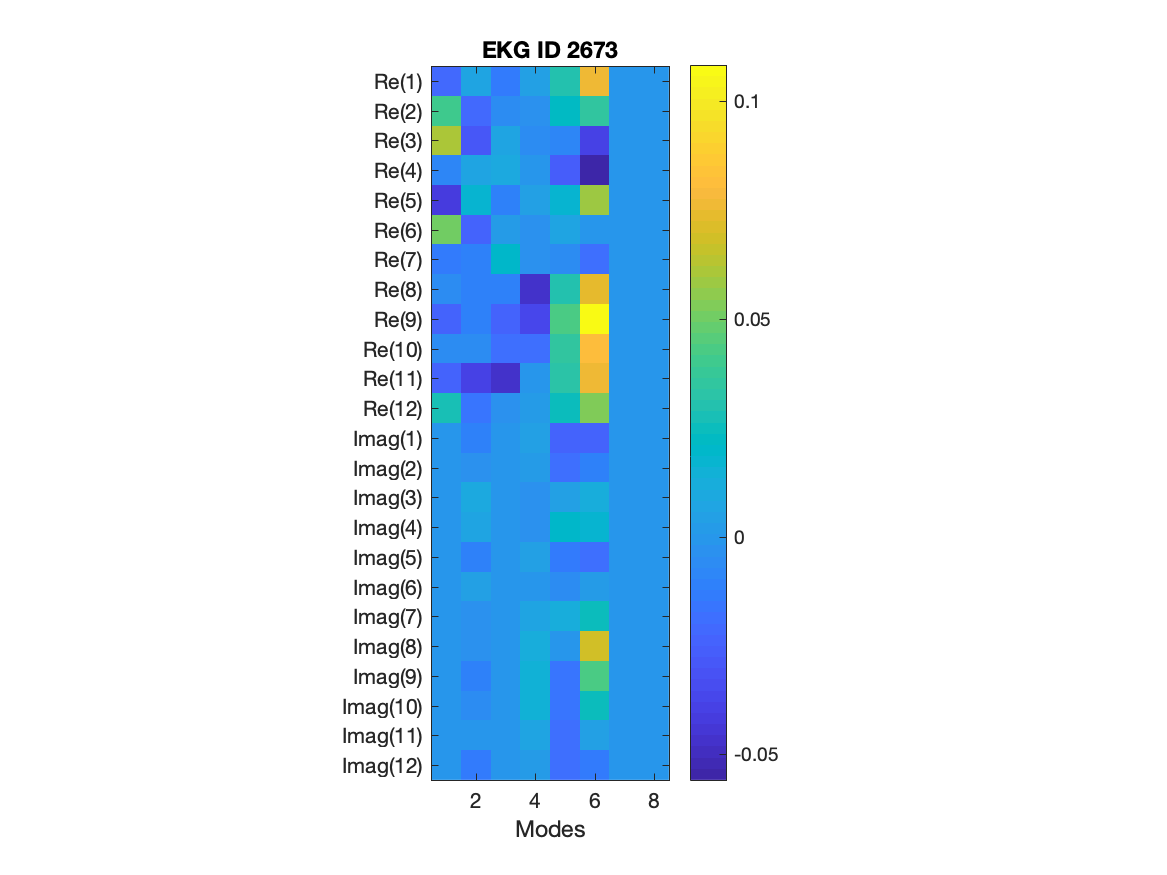 EKG ID 2673
Re(1)
Re(2)
Re(3)
Re(4)
Re(5)
Re(6)
Re(7)
Re(8)
Re(9)
Re(10)
Re(11)
Re(12)
Imag(1)
Imag(2)
Imag(3)
Imag(4)
Imag(5)
Imag(6)
Imag(7)
Imag(8)
Imag(9)
Imag(10)
Imag(11)
Imag(12)
2 4 6 8
Modes
0.1
0.05
0
-0.05